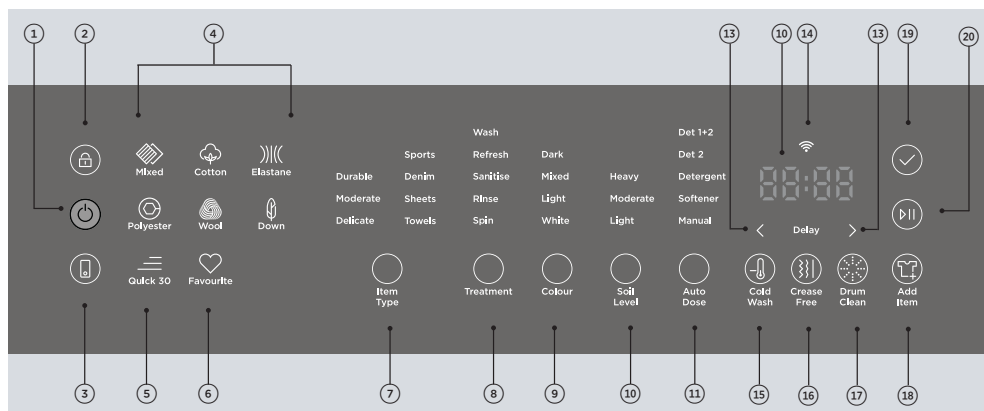 1
2
4
13
10
14
13
19
20
Mixed
Cotton
Elastane
Polyester
Wool
Down
Quick 30
Favourite
Durable
Moderate
Delicate
Sports
Denim
Sheets
Towels
Item
Type
Wash
Refresh
Sanitise
RInse
Spin
Treatment
Dark
Mixed
Light
White
Colour
Heavy
Moderate
Light
Soil
Level
Det 1+2
Det 2
Detergent
Softener
Manual
Auto
Dose
88:88
< Delay >
Cold
Wash
Crease
Free
Drum
Clean
Add
Item
3
5
6
7
8
9
10
11
15
16
17
18